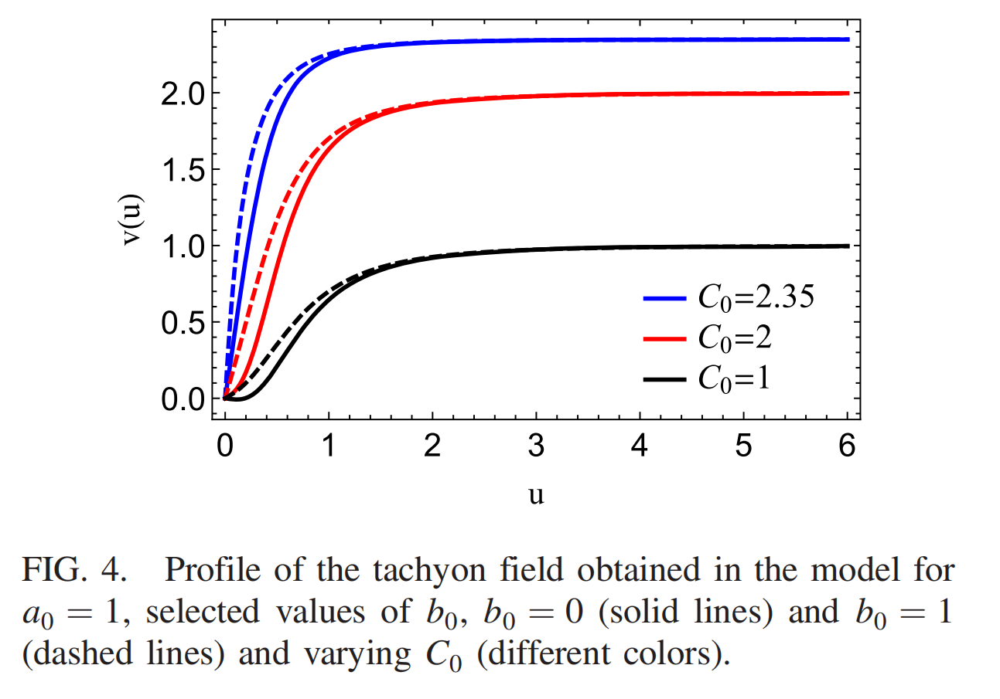 2.0
1.5
1.0
0.5
0.0
v(u)
C₀=2.35
C₀=2
C₀=1
0 1 2 3 4 5 6
u
FIG. 4. Profile of the tachyon field obtained in the model for
a₀ = 1, selected values of b₀, b₀ = 0 (solid lines) and b₀ = 1
(dashed lines) and varying C₀ (different colors).